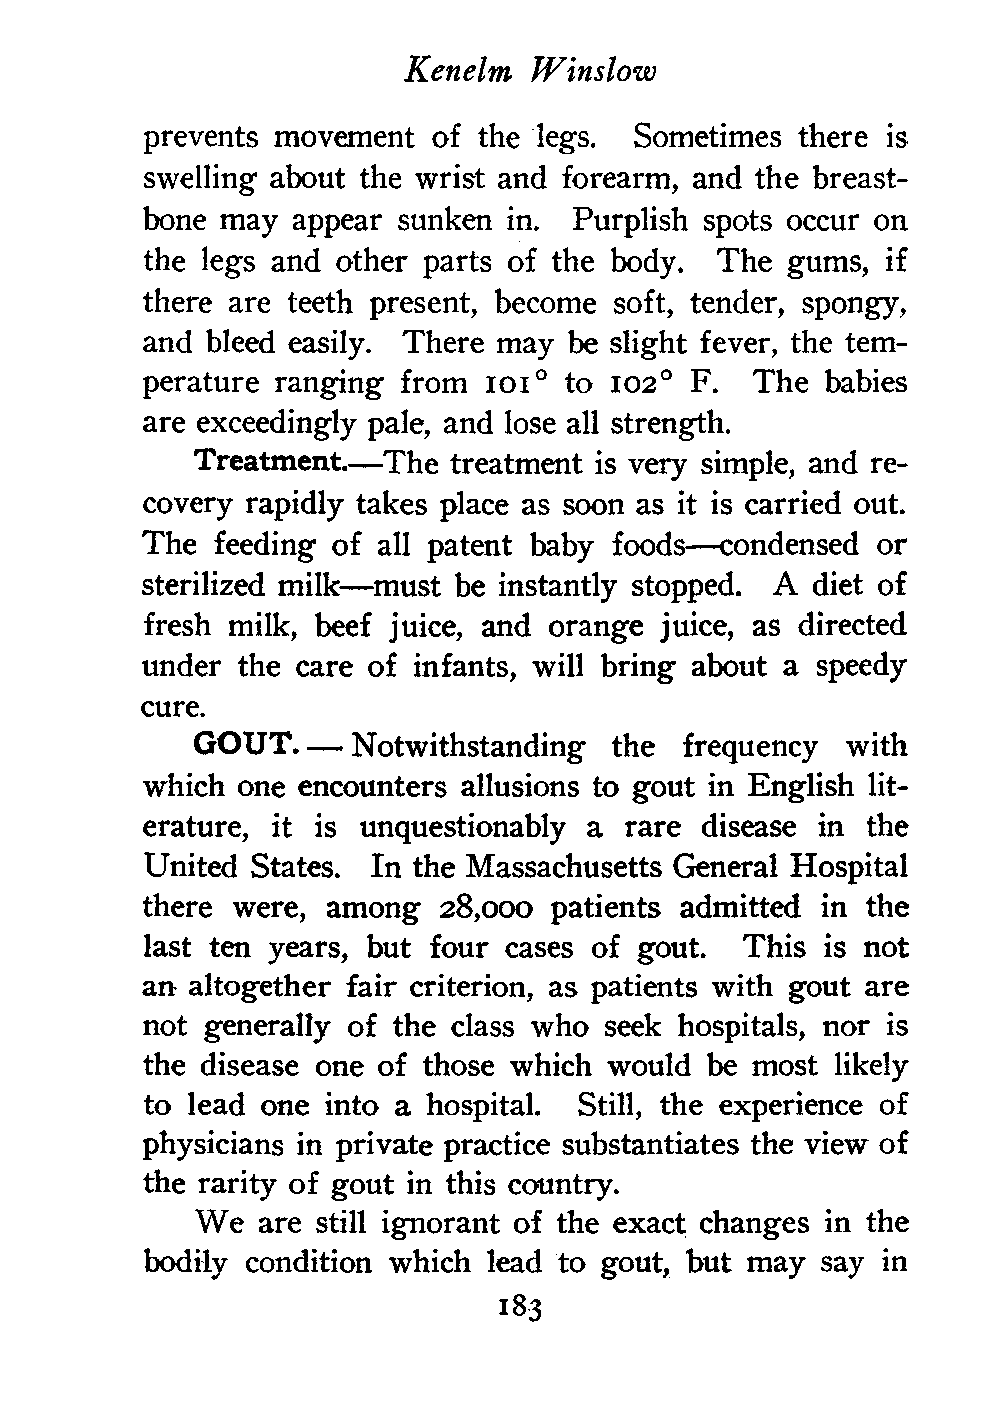 Kenelm Winslow
prevents movement of the legs. Sometimes there is
swelling about the wrist and forearm, and the breast-
bone may appear sunken in. Purplish spots occur on
the legs and other parts of the body. The gums, if
there are teeth present, become soft, tender, spongy,
and bleed easily. There may be slight fever, the tem-
perature ranging from 101° to 102° F. The babies
are exceedingly pale, and lose all strength.
Treatment.—The treatment is very simple, and re-
covery rapidly takes place as soon as it is carried out.
The feeding of all patent baby foods—condensed or
sterilized milk—must be instantly stopped. A diet of
fresh milk, beef juice, and orange juice, as directed
under the care of infants, will bring about a speedy
cure.
GOUT. — Notwithstanding the frequency with
which one encounters allusions to gout in English lit-
erature, it is unquestionably a rare disease in the
United States. In the Massachusetts General Hospital
there were, among 28,000 patients admitted in the
last ten years, but four cases of gout. This is not
an altogether fair criterion, as patients with gout are
not generally of the class who seek hospitals, nor is
the disease one of those which would be most likely
to lead one into a hospital. Still, the experience of
physicians in private practice substantiates the view of
the rarity of gout in this country.
We are still ignorant of the exact changes in the
bodily condition which lead to gout, but may say in
183